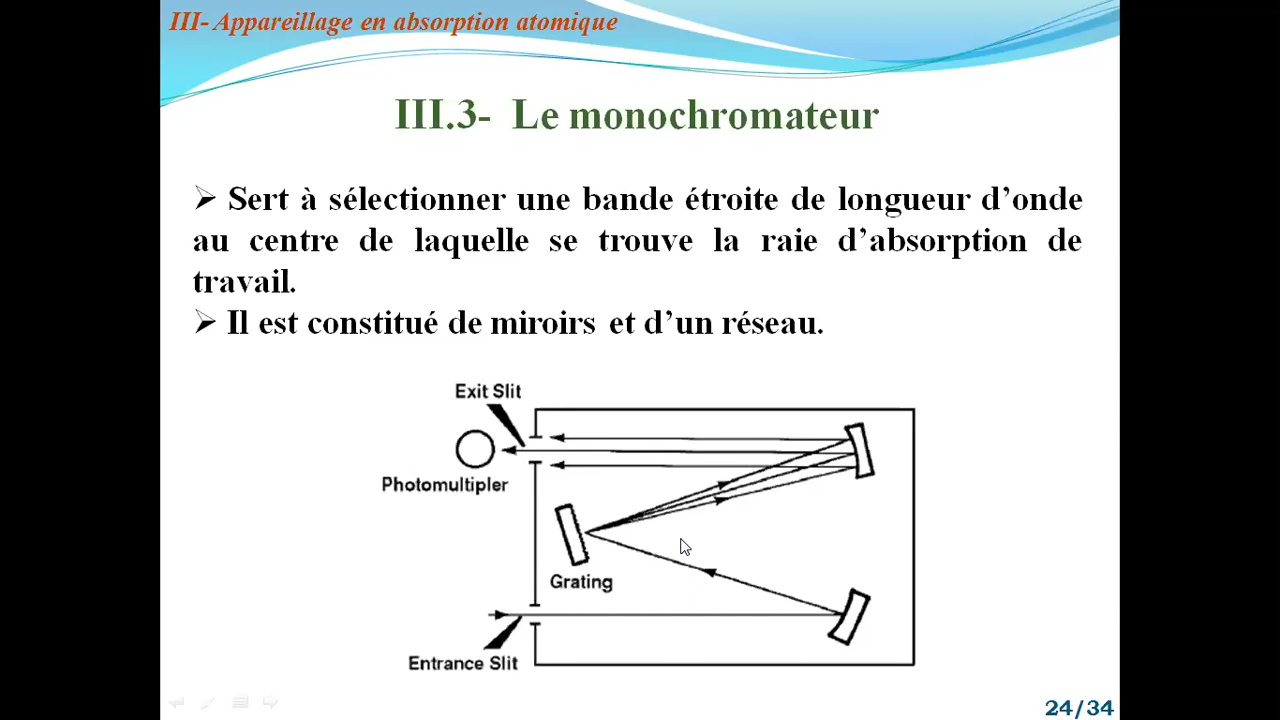 III- Appareillage en absorption atomique
III.3- Le monochromateur
➢ Sert à sélectionner une bande étroite de longueur d’onde
au centre de laquelle se trouve la raie d’absorption de
travail.
➢ Il est constitué de miroirs et d’un réseau.
Exit Slit
Photomultipler
Grating
Entrance Slit
24/34